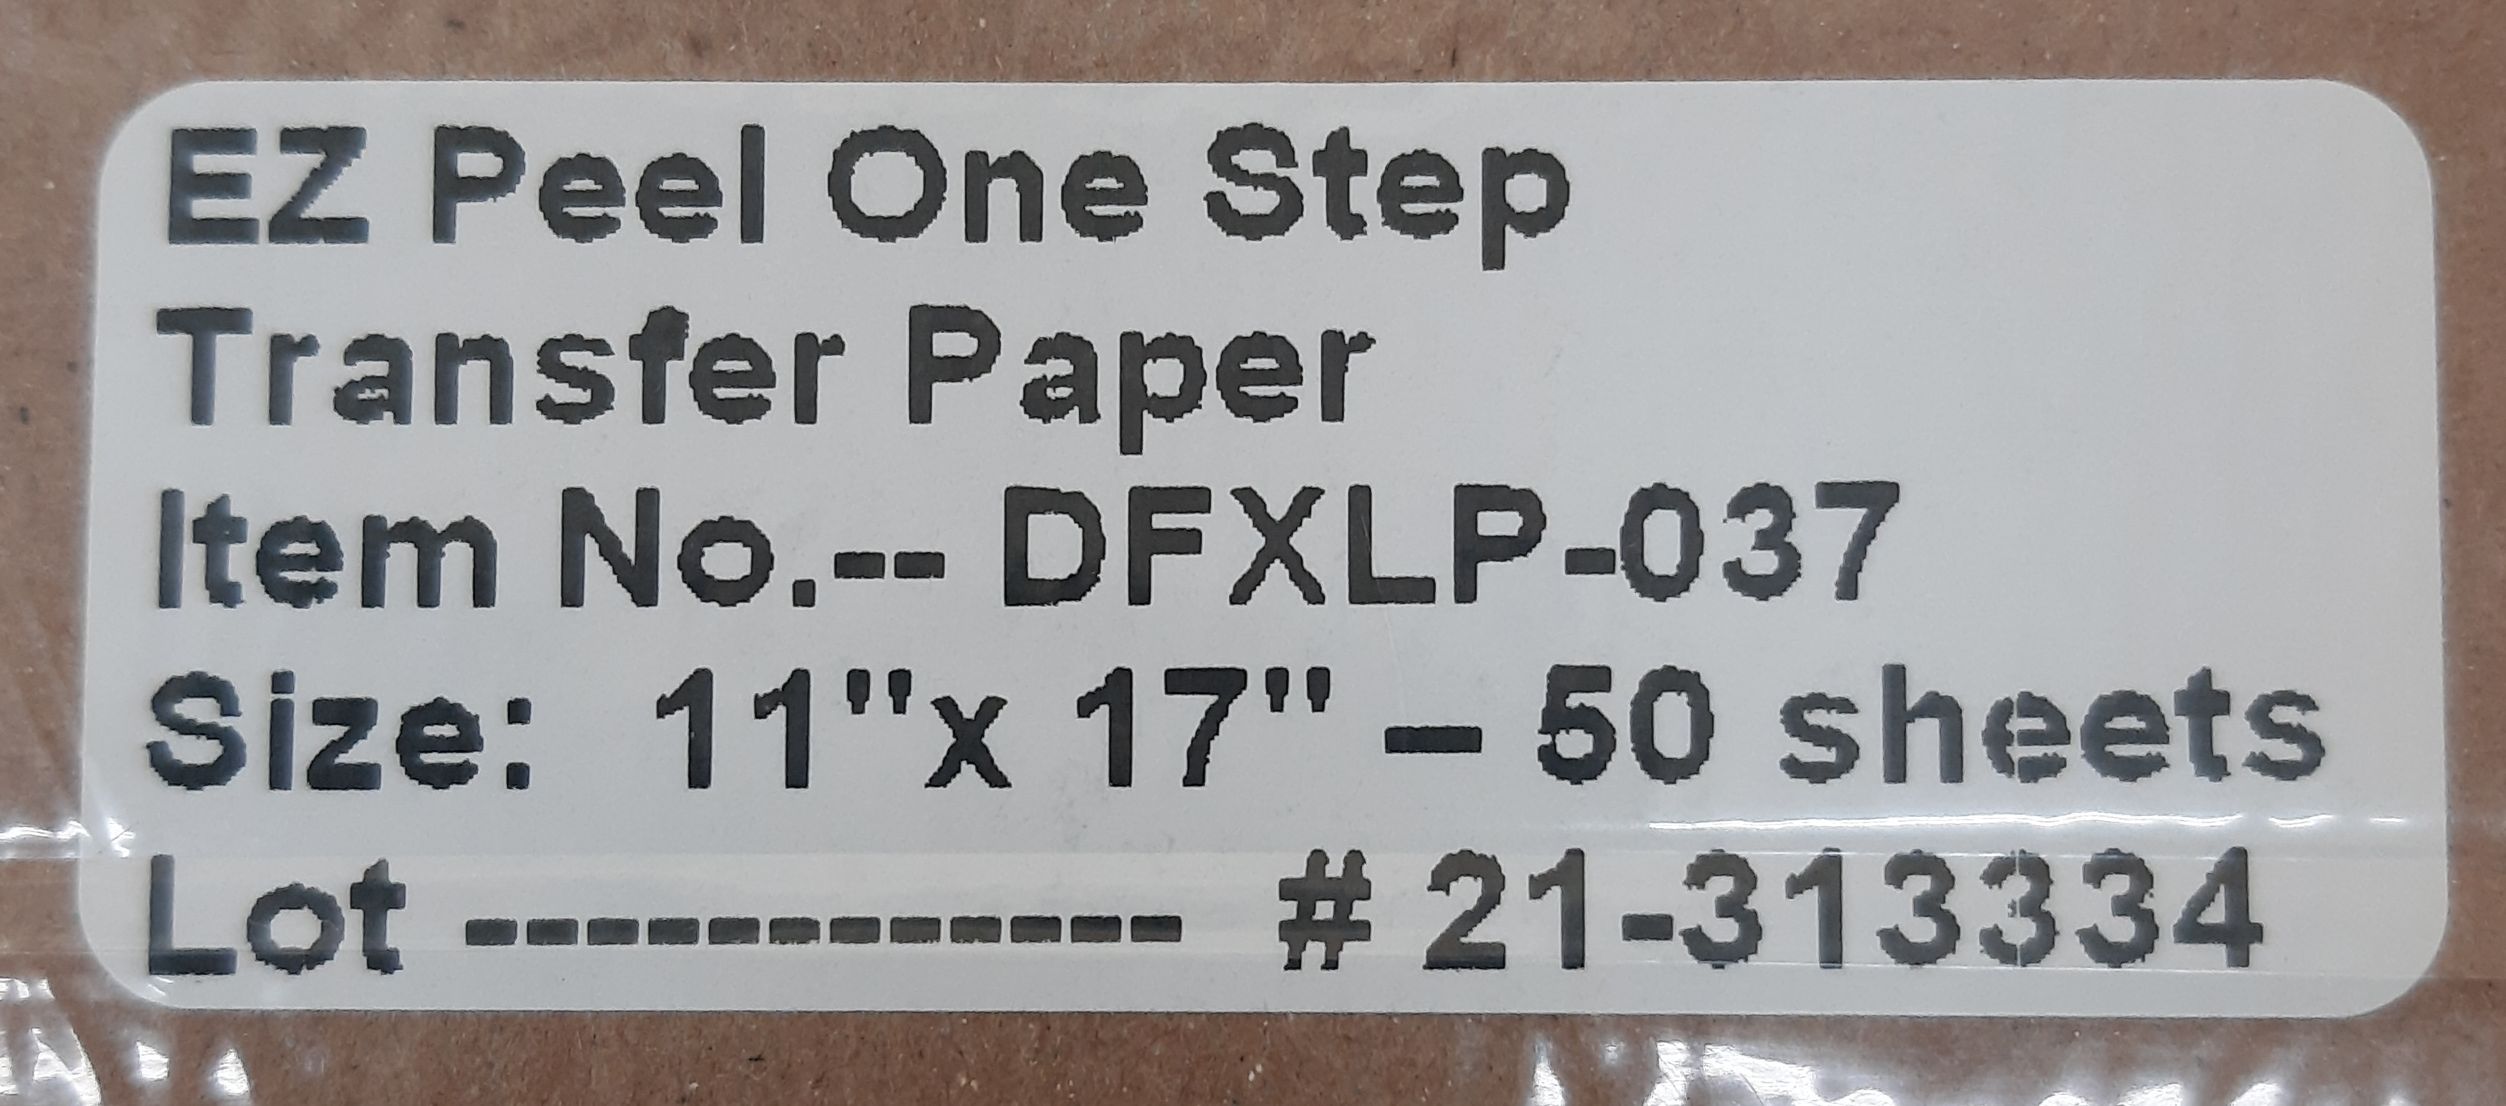 EZ Peel One Step
Transfer Paper
Item No.-- DFXLP-037
Size:  11"x 17" – 50 sheets
Lot ------------ # 21-313334